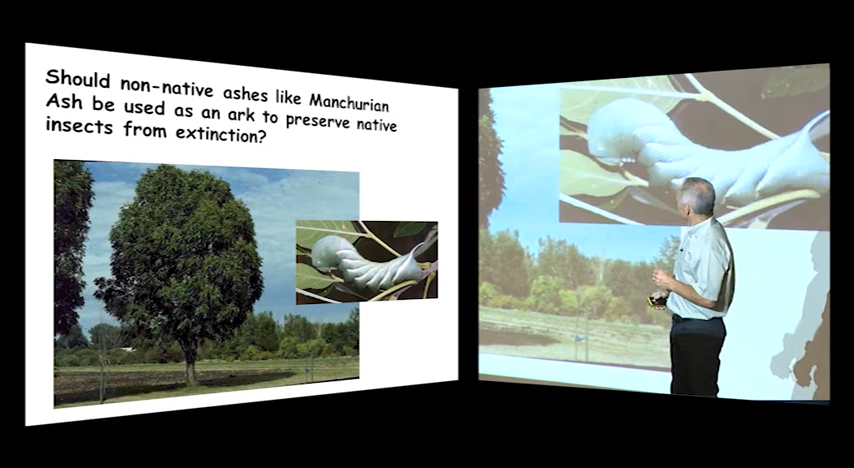 Should non-native ashes like Manchurian
Ash be used as an ark to preserve native
insects from extinction?